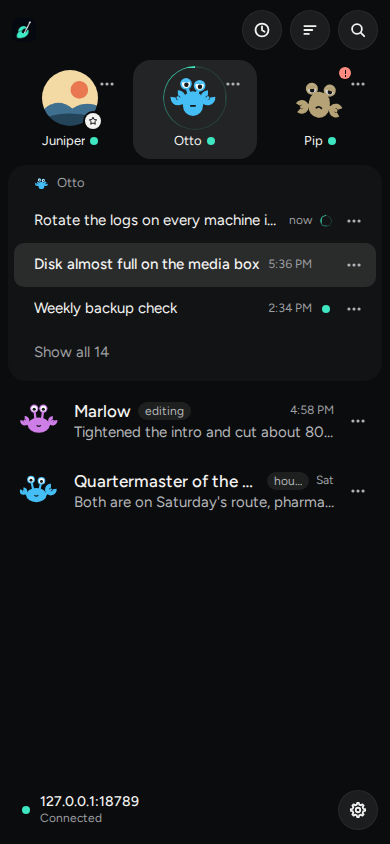 Juniper
Otto
Pip
Otto
Rotate the logs on every machine i... now
Disk almost full on the media box 5:36 PM
Weekly backup check 2:34 PM
Show all 14
Marlow editing 4:58 PM
Tightened the intro and cut about 80...
Quartermaster of the ... hou... Sat
Both are on Saturday's route, pharma...
127.0.0.1:18789
Connected